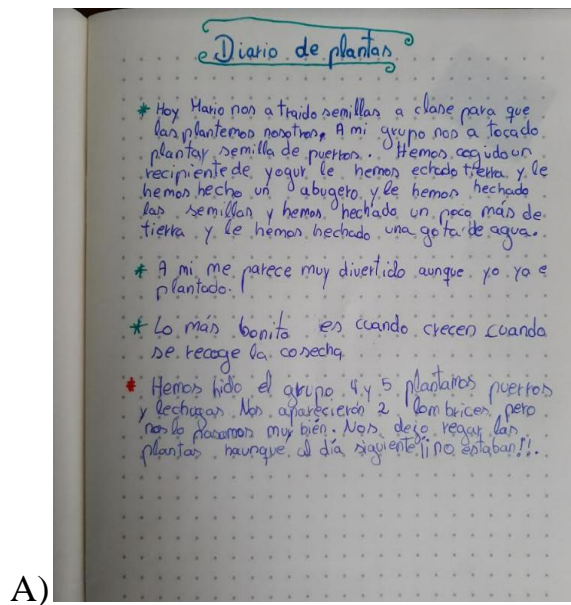 Diario de plantas
* Hoy Mario nos a traido semillas a clase para que
las plantemos nosotros. A mi grupo nos a tocado
plantar semilla de puerros. Hemos cogido un
recipiente de yogur le hemos echado tierra y le
hemos hecho un abugero y le hemos hechado
las semillas y hemos hechado un poco más de
tierra y le hemos hechado una gota de agua.
* A mi me parece muy divertido aunque yo ya e
plantado.
* Lo más bonito es cuando crecen cuando
se recoge la cosecha
* Hemos hido el grupo 4 y 5 plantamos puerros
y lechugas. Nos aparecierón 2 lombrices pero
nos lo pasamos muy bién. Nos dejo regar las
plantas haunque al día siguiente ¡¡no estaban!!.
A)